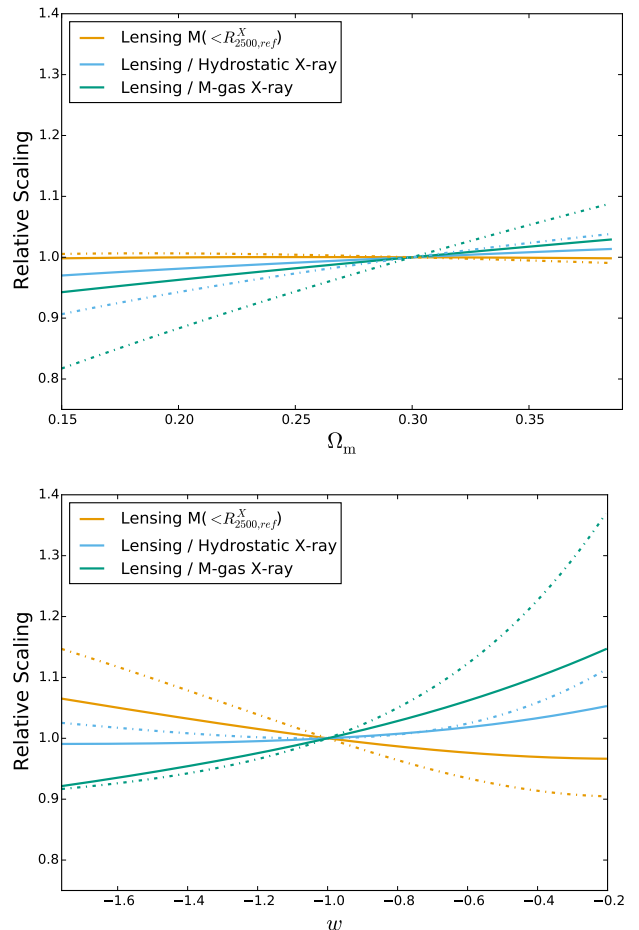 1.4
Lensing M(<R^X_2500,ref)
Lensing / Hydrostatic X-ray
Lensing / M-gas X-ray
1.3
1.2
1.1
1.0
0.9
0.8
Relative Scaling
0.15 0.20 0.25 0.30 0.35
Ω_m
1.4
Lensing M(<R^X_2500,ref)
Lensing / Hydrostatic X-ray
Lensing / M-gas X-ray
1.3
1.2
1.1
1.0
0.9
0.8
Relative Scaling
−1.6 −1.4 −1.2 −1.0 −0.8 −0.6 −0.4 −0.2
w